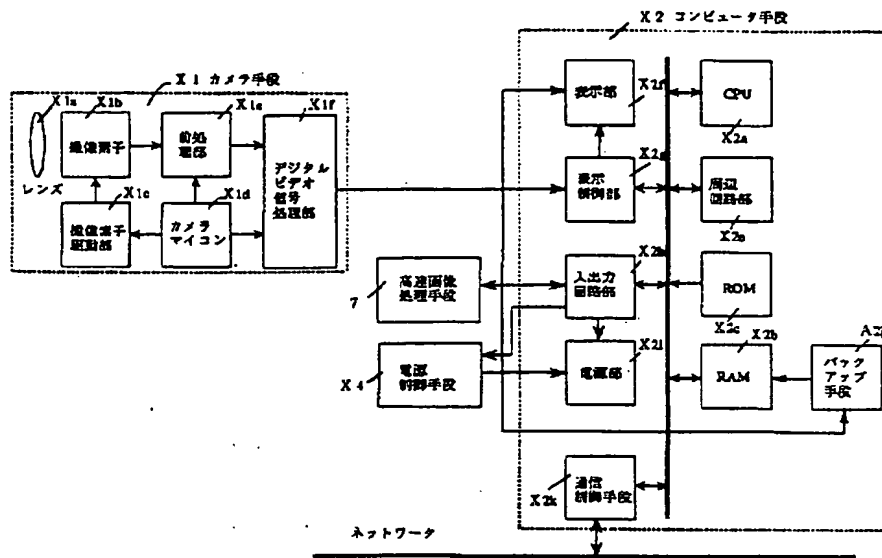 X2 コンピュータ手段
X1 カメラ手段
X1a
X1b
X1e
X1f
撮像素子
前処
理部
レンズ
X1c
X1d
デジタル
ビデオ
信号
処理部
撮像素子
駆動部
カメラ
マイコン
表示部
X2f
CPU
X2a
表示
制御部
周辺
回路部
高速画像
処理手段
7
入出力
回路部
X2h
ROM
X2c
電源
制御手段
X4
電源部
X2b
RAM
バック
アップ
手段
通信
制御手段
X2k
ネットワータ